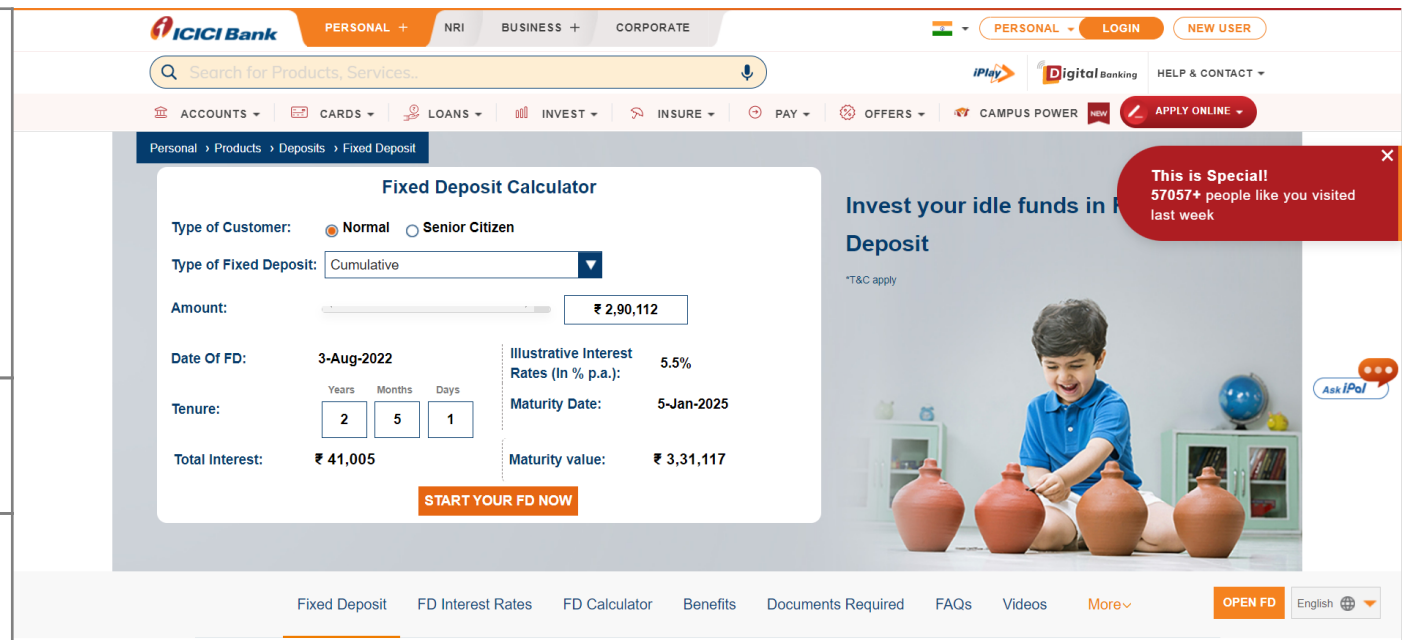 ICICI Bank
PERSONAL + NRI BUSINESS + CORPORATE PERSONAL LOGIN NEW USER
Search for Products, Services.. iPlay Digital Banking HELP & CONTACT
ACCOUNTS CARDS LOANS INVEST INSURE PAY OFFERS CAMPUS POWER NEW APPLY ONLINE
Personal › Products › Deposits › Fixed Deposit
Fixed Deposit Calculator
Type of Customer: Normal Senior Citizen
Type of Fixed Deposit: Cumulative
Amount: ₹ 2,90,112
Date Of FD: 3-Aug-2022
Illustrative Interest
Rates (In % p.a.): 5.5%
Years Months Days
Tenure: 2 5 1
Maturity Date: 5-Jan-2025
Total Interest: ₹ 41,005
Maturity value: ₹ 3,31,117
START YOUR FD NOW
Invest your idle funds in
Deposit
*T&C apply
This is Special!
57057+ people like you visited
last week
Ask iPal
Fixed Deposit FD Interest Rates FD Calculator Benefits Documents Required FAQs Videos More OPEN FD English